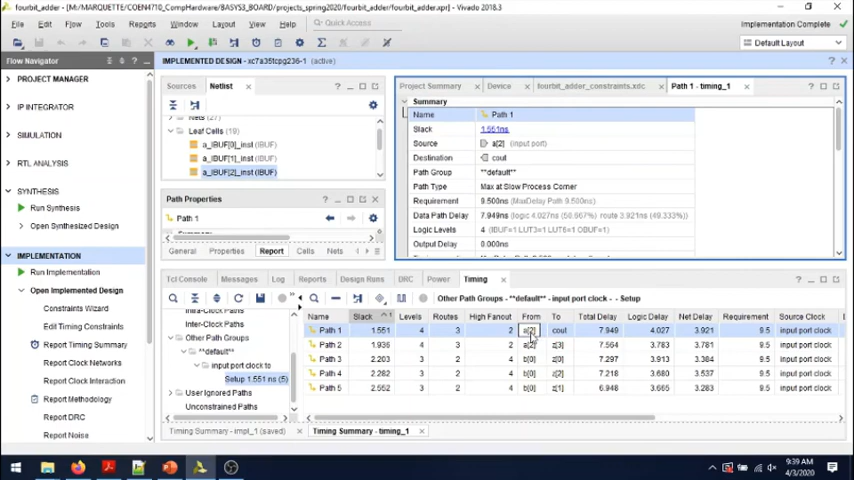 fourbit_adder - [M:/MARQUETTE/COEN4710_CompHardware/BASYS3_BOARD/projects_spring2020/fourbit_adder/fourbit_adder.xpr] - Vivado 2018.3
File Edit Flow Tools Reports Window Layout View Help Quick Access
Implementation Complete
Default Layout
Flow Navigator
IMPLEMENTED DESIGN - xc7a35tcpg236-1 (active)
PROJECT MANAGER
IP INTEGRATOR
SIMULATION
RTL ANALYSIS
SYNTHESIS
Run Synthesis
Open Synthesized Design
IMPLEMENTATION
Run Implementation
Open Implemented Design
Constraints Wizard
Edit Timing Constraints
Report Timing Summary
Report Clock Networks
Report Clock Interaction
Report Methodology
Report DRC
Report Noise
Sources Netlist
Nets
Leaf Cells (19)
a_IBUF[0]_inst (IBUF)
a_IBUF[1]_inst (IBUF)
a_IBUF[2]_inst (IBUF)
Path Properties
Path 1
Summary
General Properties Report Cells Nets
Project Summary Device fourbit_adder_constraints.xdc Path 1 - timing_1
Summary
Name Path 1
Slack 1.551ns
Source a[2] (input port)
Destination cout
Path Group **default**
Path Type Max at Slow Process Corner
Requirement 9.500ns (MaxDelay Path 9.500ns)
Data Path Delay 7.949ns (logic 4.027ns (50.667%) route 3.921ns (49.333%))
Logic Levels 4 (IBUF=1 LUT3=1 LUT6=1 OBUF=1)
Output Delay 0.000ns
Tcl Console Messages Log Reports Design Runs DRC Power Timing
Other Path Groups - **default** - input port clock - - Setup
Intra-Clock Paths
Inter-Clock Paths
Other Path Groups
**default**
input port clock to
Setup 1.551 ns (5)
User Ignored Paths
Unconstrained Paths
Name Slack 1 Levels Routes High Fanout From To Total Delay Logic Delay Net Delay Requirement Source Clock
Path 1 1.551 4 3 2 a[2] cout 7.949 4.027 3.921 9.5 input port clock
Path 2 1.936 4 3 2 a[2] z[3] 7.564 3.783 3.781 9.5 input port clock
Path 3 2.203 3 2 4 b[0] z[0] 7.297 3.913 3.384 9.5 input port clock
Path 4 2.282 3 2 4 b[0] z[2] 7.218 3.680 3.537 9.5 input port clock
Path 5 2.552 3 2 4 b[0] z[1] 6.948 3.665 3.283 9.5 input port clock
Timing Summary - impl_1 (saved) Timing Summary - timing_1
9:39 AM
4/3/2020